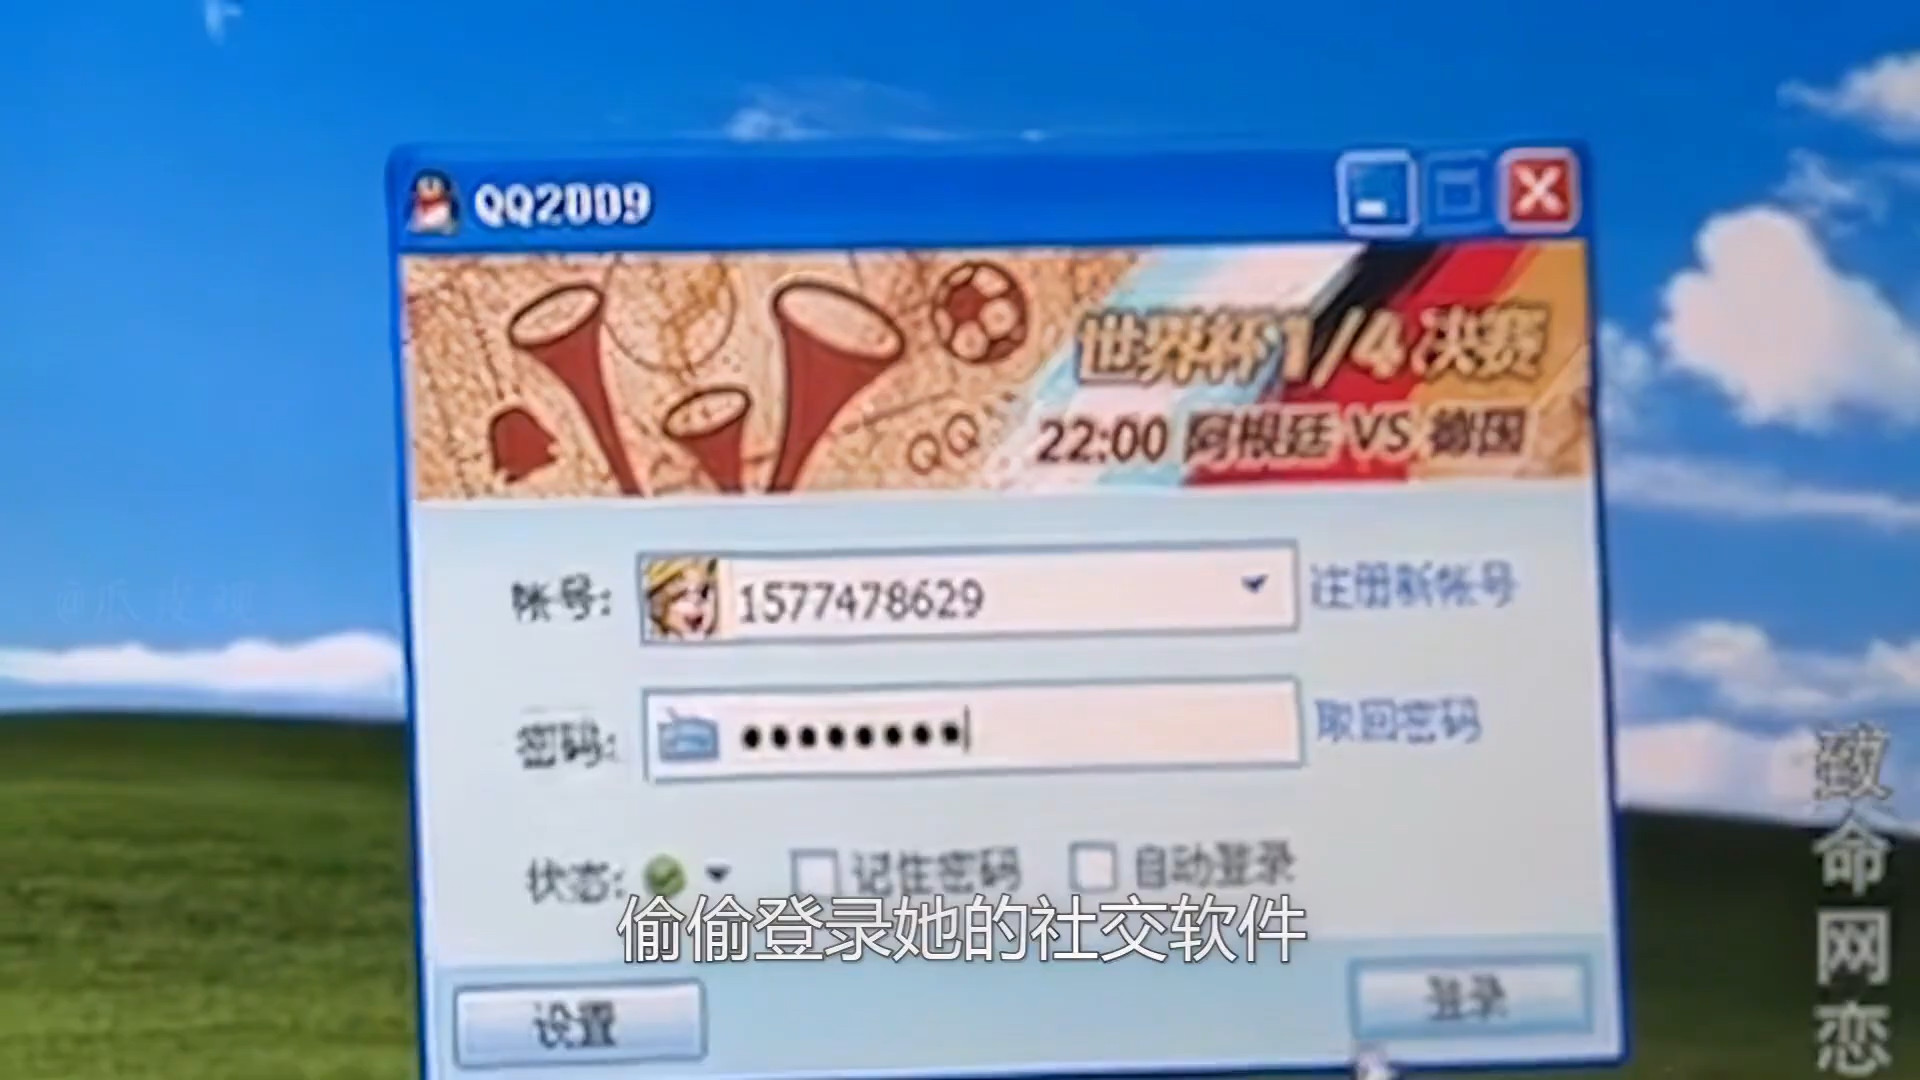 QQ2009
世界杯1/4决赛
22:00 阿根廷 VS 德国
QQ
帐号:
1577478629
注册新帐号
密码:
取回密码
状态:
记住密码
自动登录
偷偷登录她的社交软件
设置
登录
致命网恋